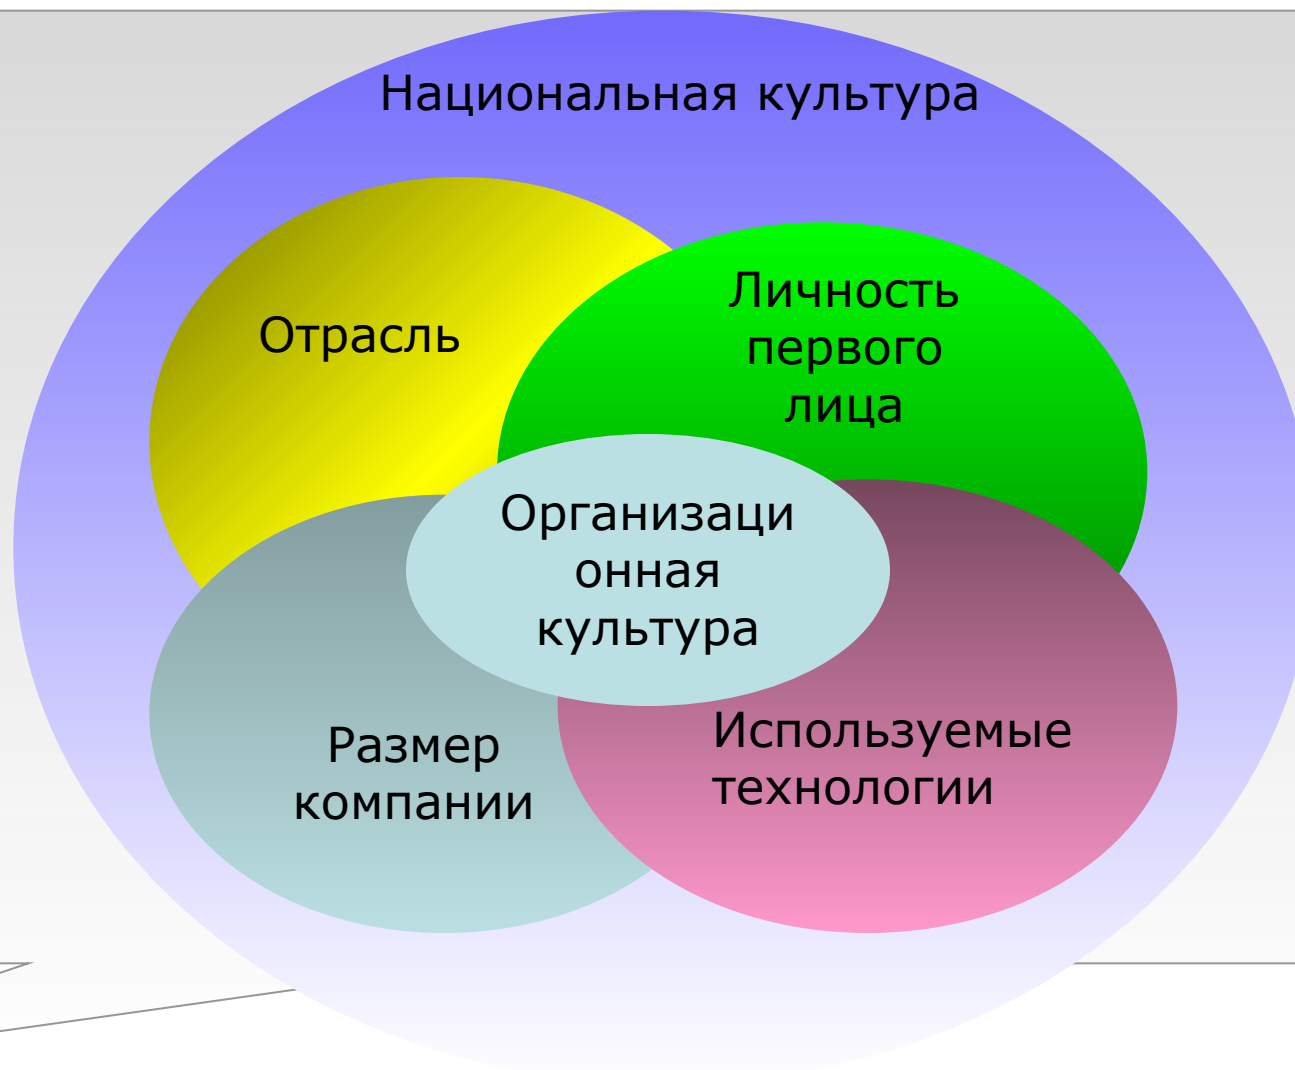 Национальная культура
Отрасль
Личность
первого
лица
Организаци
онная
культура
Размер
компании
Используемые
технологии